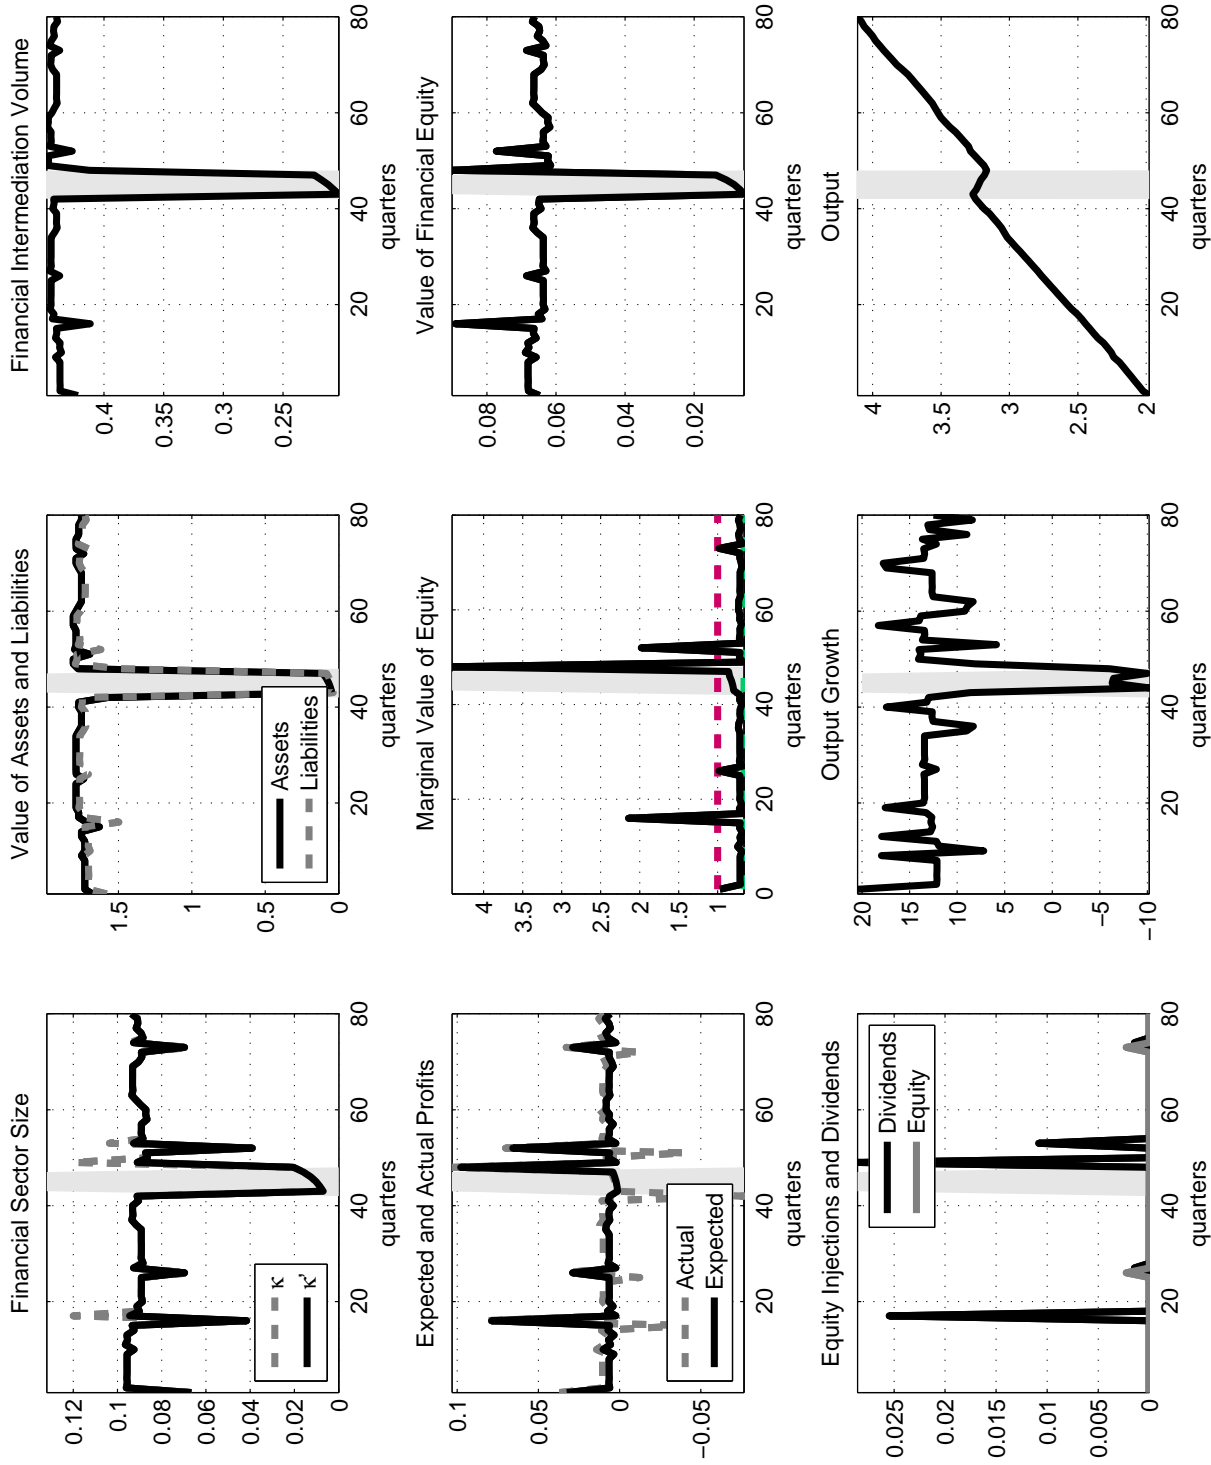 Financial Sector Size
0.12
0.1
0.08
0.06
0.04
0.02
0
κ
κ'
20 40 60 80
quarters
Value of Assets and Liabilities
1.5
1
0.5
0
Assets
Liabilities
20 40 60 80
quarters
Financial Intermediation Volume
0.4
0.35
0.3
0.25
20 40 60 80
quarters
Expected and Actual Profits
0.1
0.05
0
−0.05
Actual
Expected
20 40 60 80
quarters
Marginal Value of Equity
4
3.5
3
2.5
2
1.5
1
0 20 40 60 80
quarters
Value of Financial Equity
0.08
0.06
0.04
0.02
20 40 60 80
quarters
Equity Injections and Dividends
0.025
0.02
0.015
0.01
0.005
0
Dividends
Equity
20 40 60 80
quarters
Output Growth
20
15
10
5
0
−5
−10
20 40 60 80
quarters
Output
4
3.5
3
2.5
2
20 40 60 80
quarters